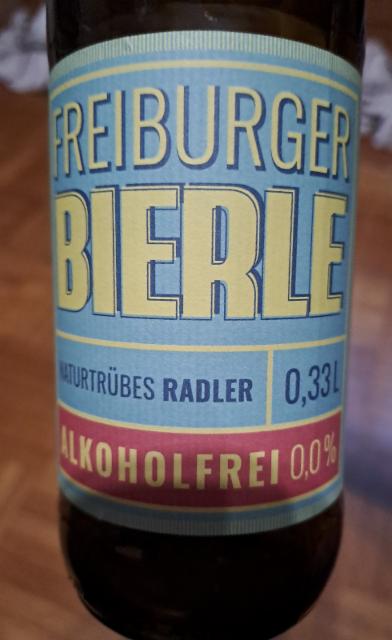 FREIBURGER
BIERLE
NATURTRÜBES RADLER 0,33 L
ALKOHOLFREI 0,0%